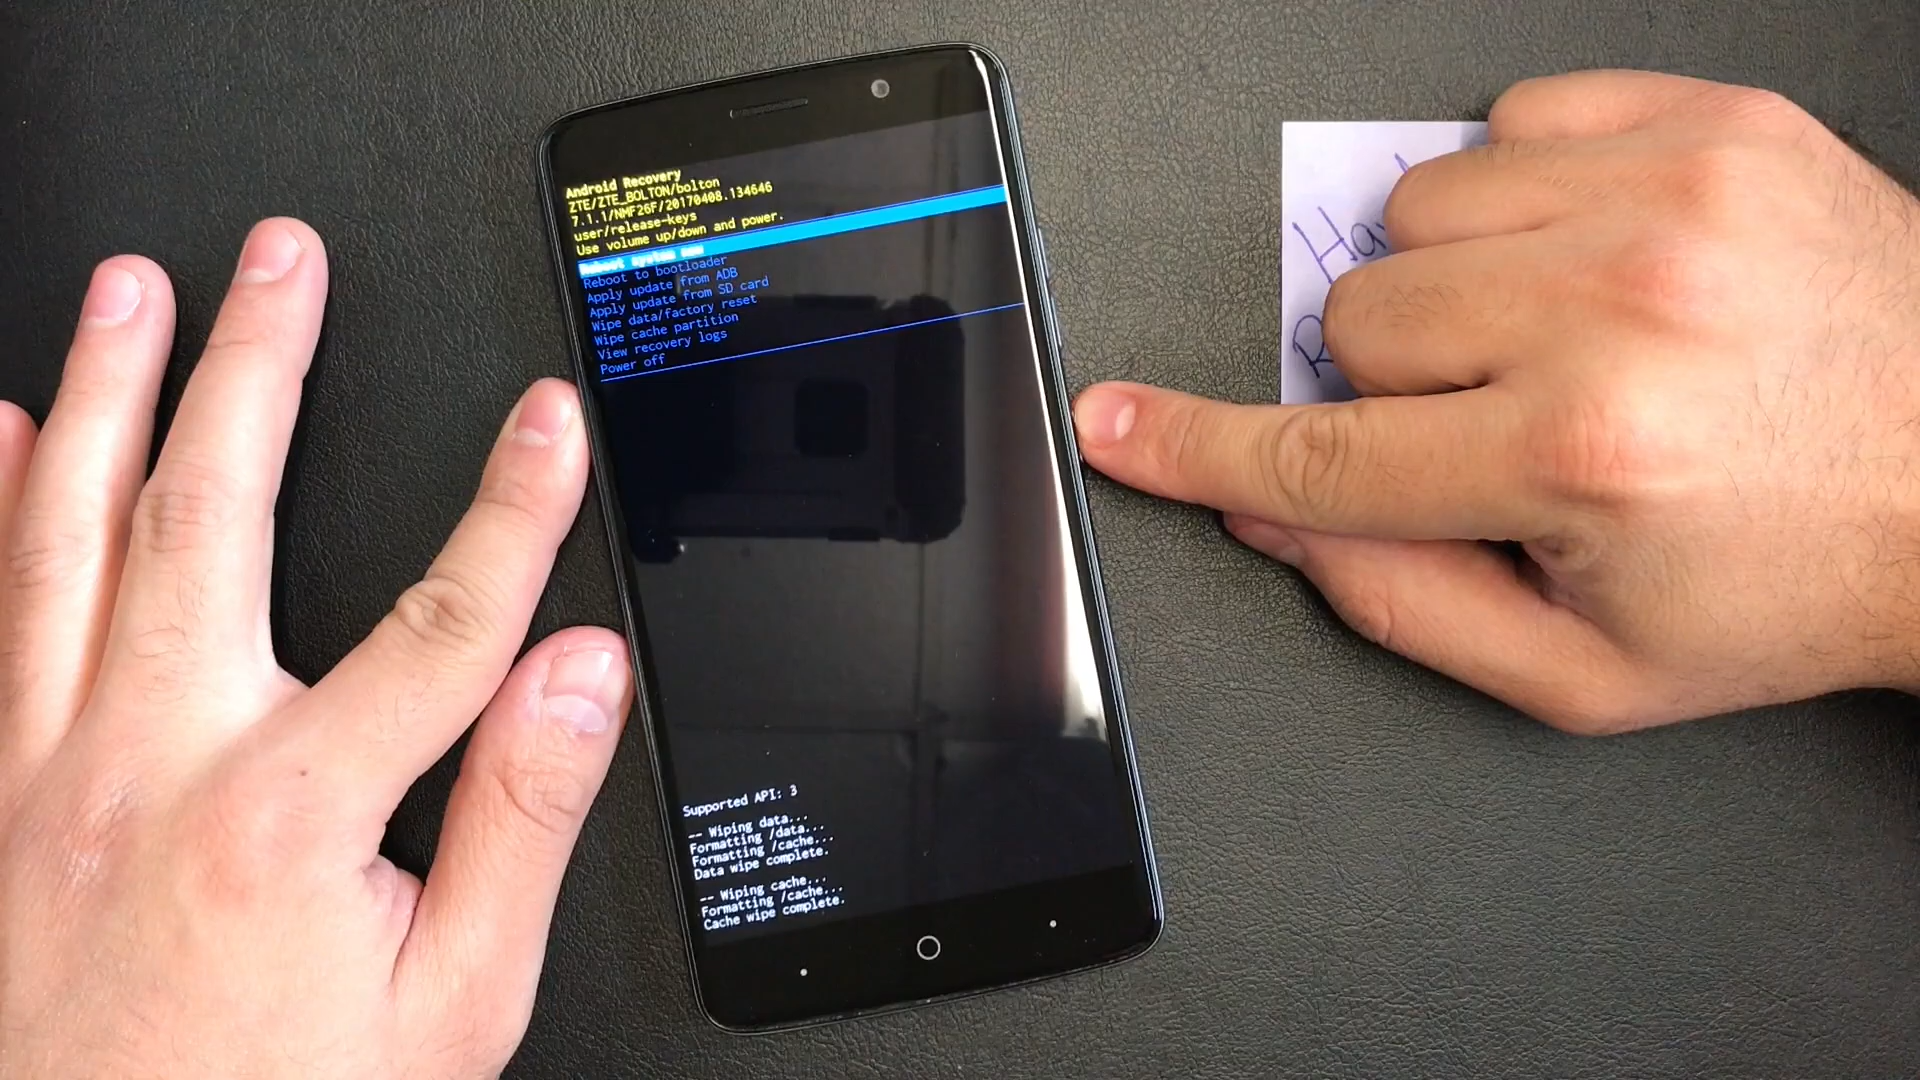 Android Recovery
ZTE/ZTE_BOLTON/bolton
7.1.1/NMF26F/20170408.134646
user/release-keys
Use volume up/down and power.
Reboot system now
Reboot to bootloader
Apply update from ADB
Apply update from SD card
Wipe data/factory reset
Wipe cache partition
View recovery logs
Power off
Supported API: 3
-- Wiping data...
Formatting /data...
Formatting /cache...
Data wipe complete.
-- Wiping cache...
Formatting /cache...
Cache wipe complete.